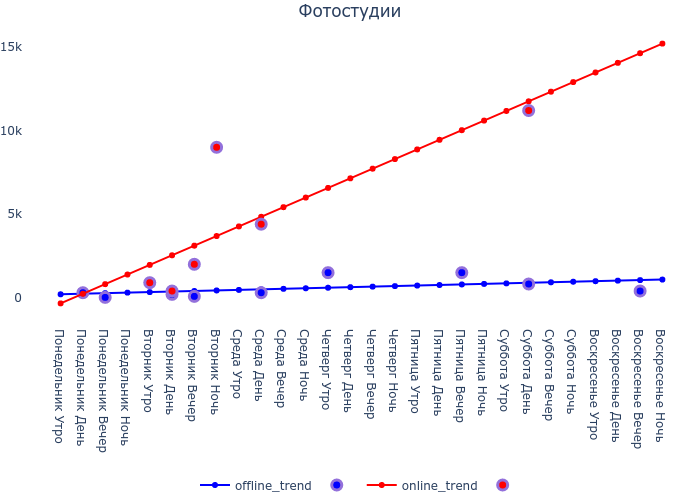 Фотостудии
15k
10k
5k
0
Понедельник Утро
Понедельник День
Понедельник Вечер
Понедельник Ночь
Вторник Утро
Вторник День
Вторник Вечер
Вторник Ночь
Среда Утро
Среда День
Среда Вечер
Среда Ночь
Четверг Утро
Четверг День
Четверг Вечер
Четверг Ночь
Пятница Утро
Пятница День
Пятница Вечер
Пятница Ночь
Суббота Утро
Суббота День
Суббота Вечер
Суббота Ночь
Воскресенье Утро
Воскресенье День
Воскресенье Вечер
Воскресенье Ночь
offline_trend
online_trend